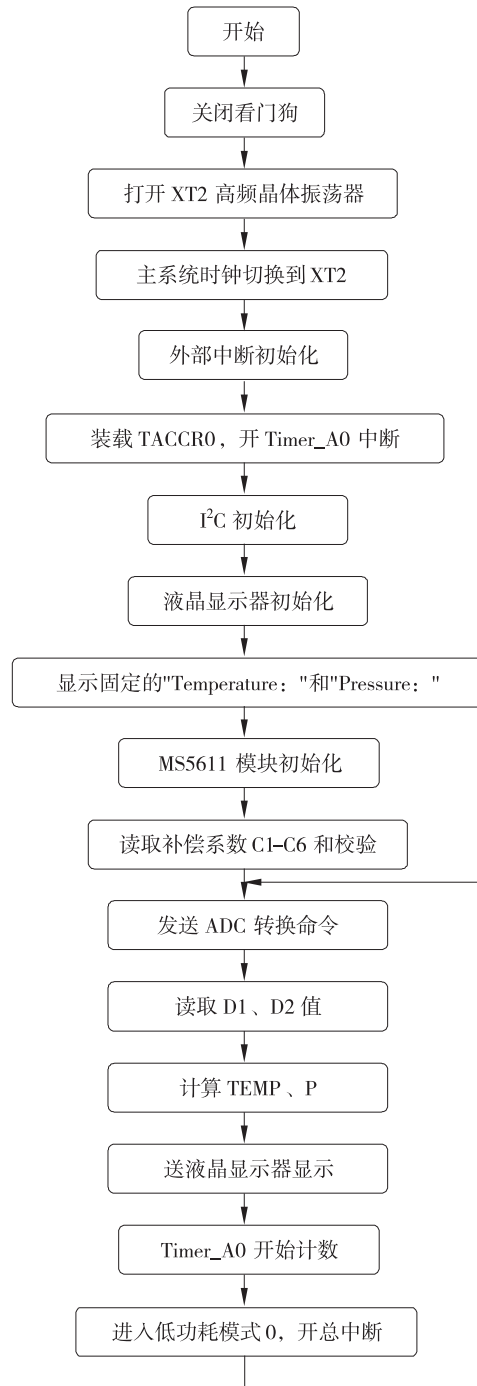 开始
关闭看门狗
打开 XT2 高频晶体振荡器
主系统时钟切换到 XT2
外部中断初始化
装载 TACCR0，开 Timer_A0 中断
I²C 初始化
液晶显示器初始化
显示固定的"Temperature："和"Pressure："
MS5611 模块初始化
读取补偿系数 C1–C6 和校验
发送 ADC 转换命令
读取 D1、D2 值
计算 TEMP、P
送液晶显示器显示
Timer_A0 开始计数
进入低功耗模式 0，开总中断